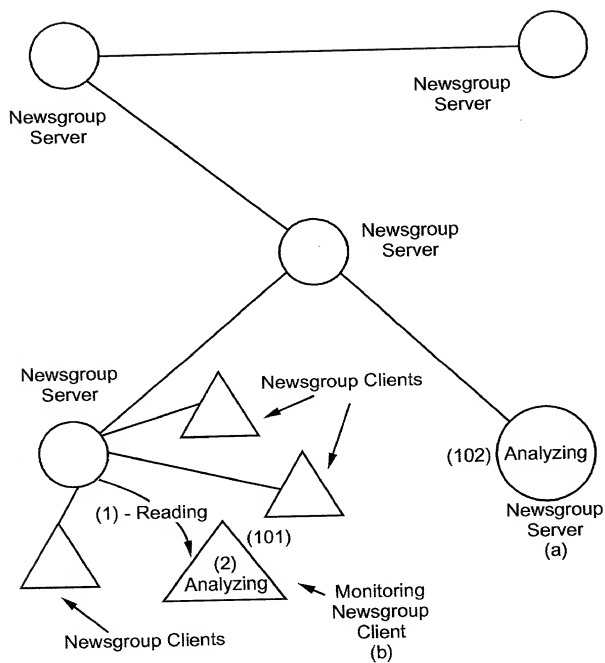 Newsgroup
Server
Newsgroup
Server
Newsgroup
Server
Newsgroup
Server
Newsgroup Clients
(102)
Analyzing
Newsgroup
Server
(a)
(1) - Reading
(101)
(2)
Analyzing
Monitoring
Newsgroup
Client
(b)
Newsgroup Clients